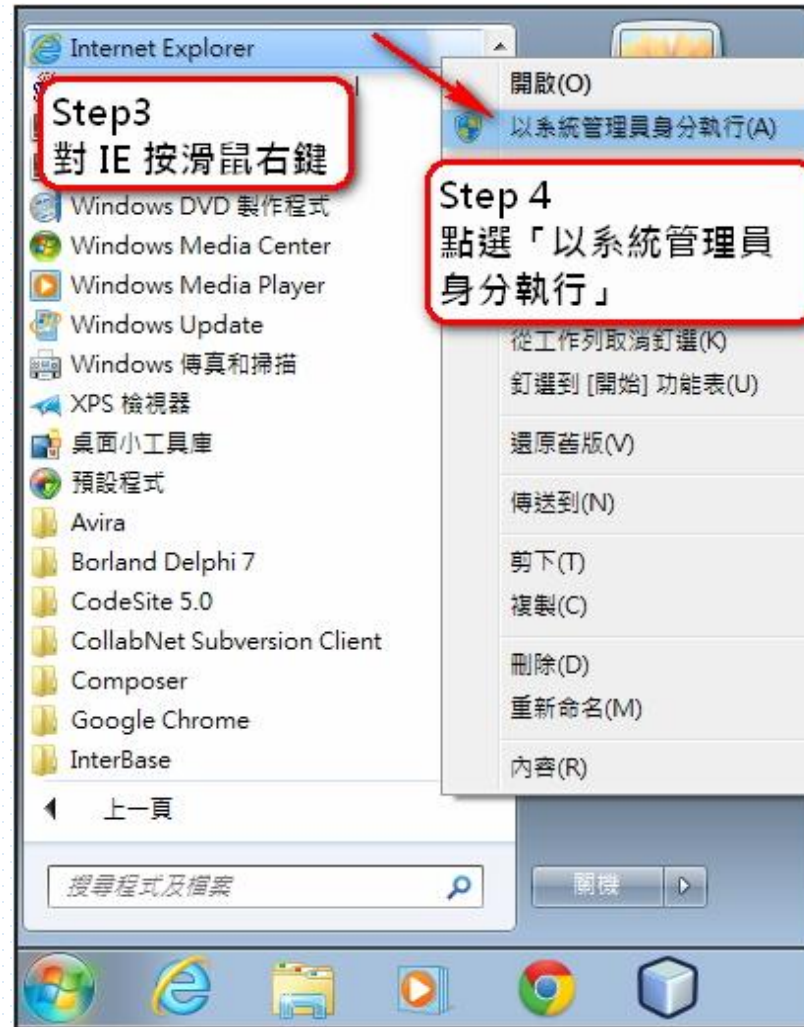 Internet Explorer
Step3
對 IE 按滑鼠右鍵
Windows DVD 製作程式
Windows Media Center
Windows Media Player
Windows Update
Windows 傳真和掃描
XPS 檢視器
桌面小工具庫
預設程式
Avira
Borland Delphi 7
CodeSite 5.0
CollabNet Subversion Client
Composer
Google Chrome
InterBase
上一頁
搜尋程式及檔案
開啟(O)
以系統管理員身分執行(A)
Step 4
點選「以系統管理員
身分執行」
從工作列取消釘選(K)
釘選到 [開始] 功能表(U)
還原舊版(V)
傳送到(N)
剪下(T)
複製(C)
刪除(D)
重新命名(M)
內容(R)
關機